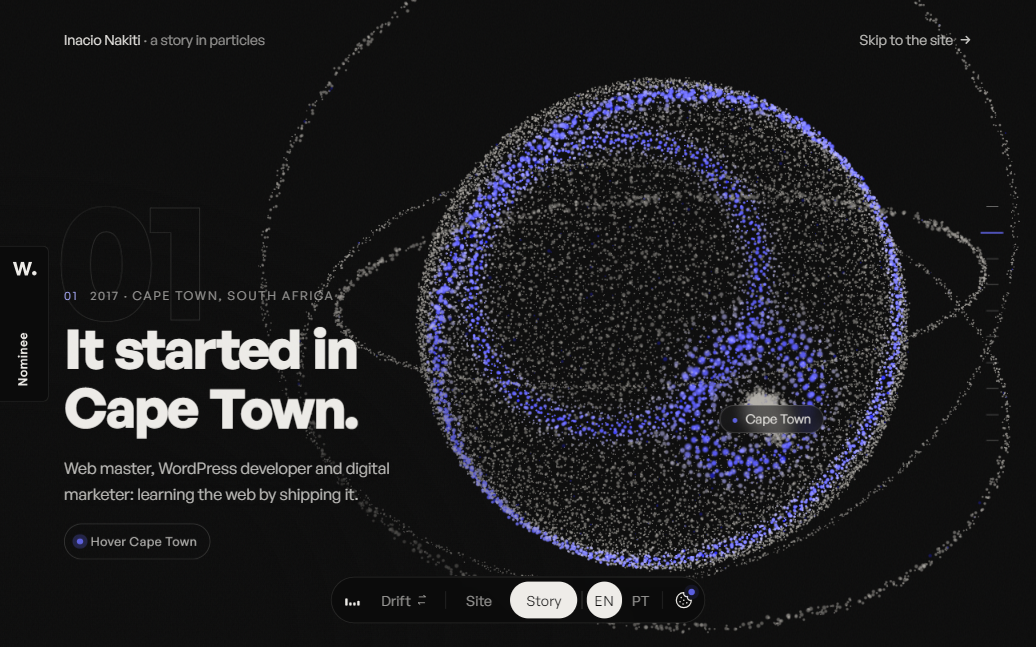 Inacio Nakiti · a story in particles
Skip to the site →
01
W.
Nominee
01 2017 · CAPE TOWN, SOUTH AFRICA
It started in
Cape Town.
Web master, WordPress developer and digital
marketer: learning the web by shipping it.
Hover Cape Town
Cape Town
Drift Site Story EN PT